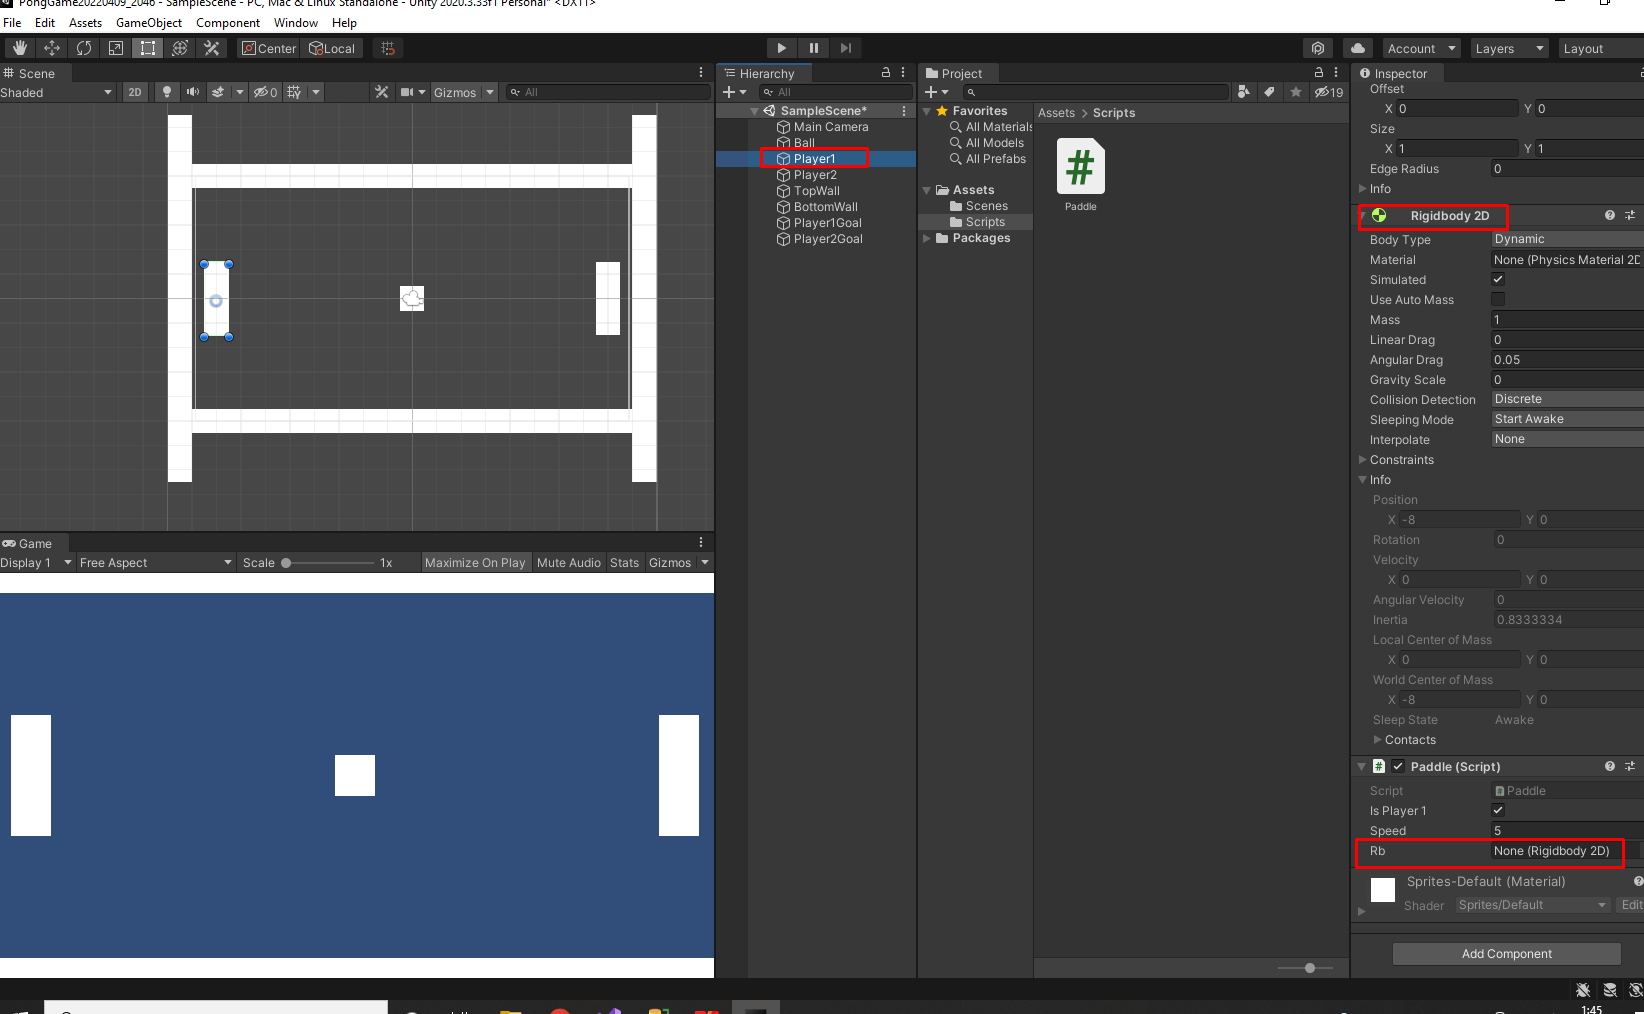 PongGame20220409_2046 - SampleScene - PC, Mac & Linux Standalone - Unity 2020.3.33f1 Personal* <DX11>
File Edit Assets GameObject Component Window Help
Center Local Account Layers Layout
Scene
Shaded 2D 0 Gizmos All
Game
Display 1 Free Aspect Scale 1x Maximize On Play Mute Audio Stats Gizmos
Hierarchy
All
SampleScene*
Main Camera
Ball
Player1
Player2
TopWall
BottomWall
Player1Goal
Player2Goal
Project
19
Favorites
All Materials
All Models
All Prefabs
Assets
Scenes
Scripts
Packages
Assets > Scripts
#
Paddle
Inspector
Offset
X 0 Y 0
Size
X 1 Y 1
Edge Radius 0
Info
Rigidbody 2D
Body Type Dynamic
Material None (Physics Material 2D
Simulated
Use Auto Mass
Mass 1
Linear Drag 0
Angular Drag 0.05
Gravity Scale 0
Collision Detection Discrete
Sleeping Mode Start Awake
Interpolate None
Constraints
Info
Position
X -8 Y 0
Rotation 0
Velocity
X 0 Y 0
Angular Velocity 0
Inertia 0.8333334
Local Center of Mass
X 0 Y 0
World Center of Mass
X -8 Y 0
Sleep State Awake
Contacts
# Paddle (Script)
Script # Paddle
Is Player 1
Speed 5
Rb None (Rigidbody 2D)
Sprites-Default (Material)
Shader Sprites/Default Edit
Add Component
1:45